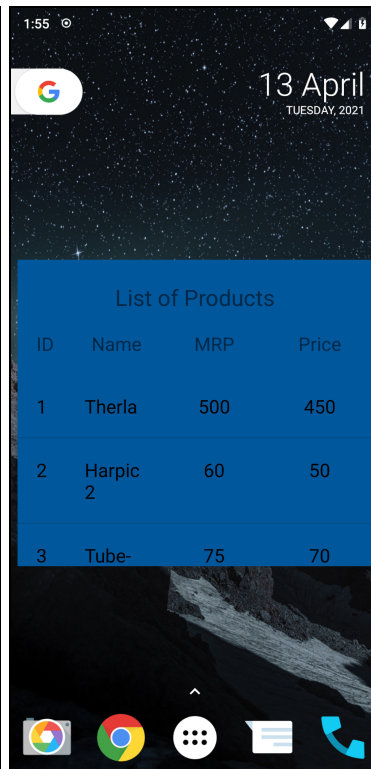 1:55
13 April
TUESDAY, 2021
G
List of Products
ID Name MRP Price
1 Therla 500 450
2 Harpic 60 50
2
3 Tube- 75 70